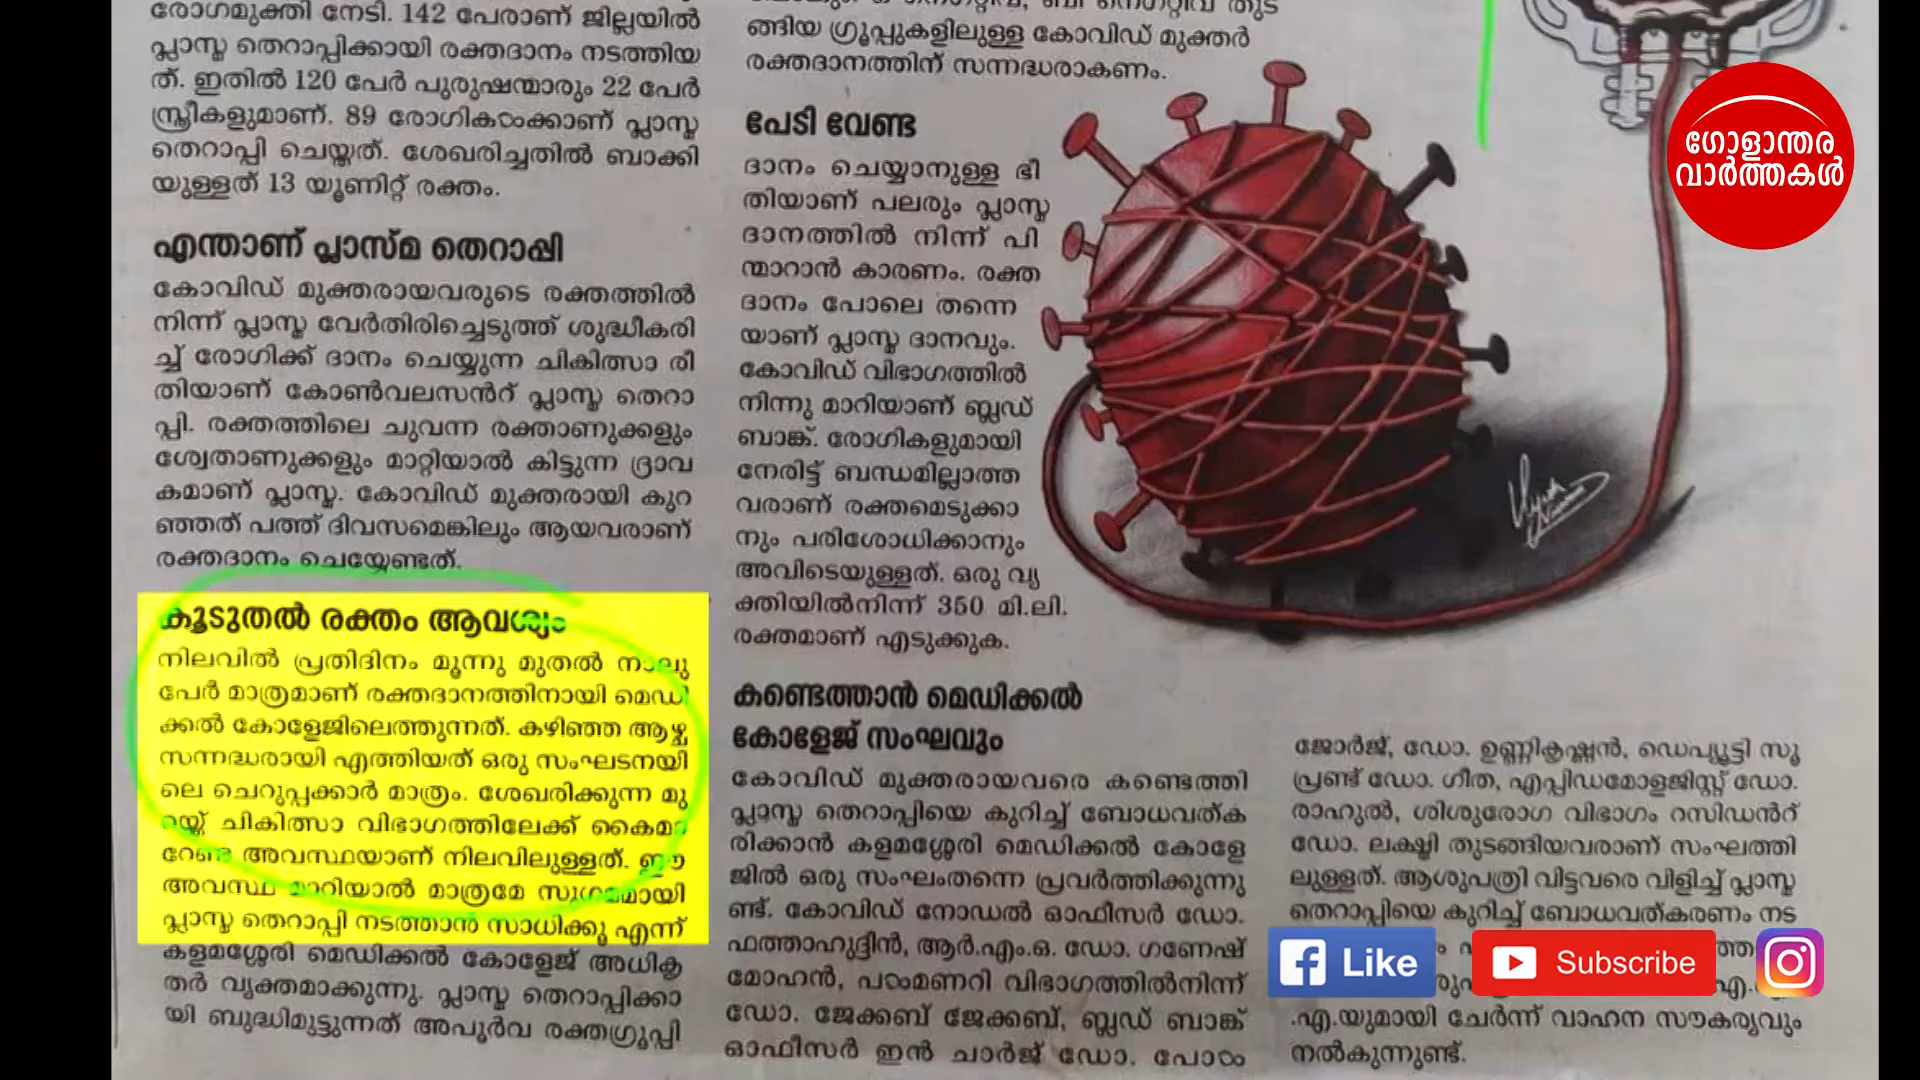 രോഗമുക്തി നേടി. 142 പേരാണ് ജില്ലയിൽ
പ്ലാസ്മ തെറാപ്പിക്കായി രക്തദാനം നടത്തിയ
ത്. ഇതിൽ 120 പേർ പുരുഷന്മാരും 22 പേർ
സ്ത്രീകളുമാണ്. 89 രോഗികൾക്കാണ് പ്ലാസ്മ
തെറാപ്പി ചെയ്തത്. ശേഖരിച്ചതിൽ ബാക്കി
യുള്ളത് 13 യൂണിറ്റ് രക്തം.
എന്താണ് പ്ലാസ്മ തെറാപ്പി
കോവിഡ് മുക്തരായവരുടെ രക്തത്തിൽ
നിന്ന് പ്ലാസ്മ വേർതിരിച്ചെടുത്ത് ശുദ്ധീകരി
ച്ച് രോഗിക്ക് ദാനം ചെയ്യുന്ന ചികിത്സാ രീ
തിയാണ് കോൺവലസൻറ് പ്ലാസ്മ തെറാ
പ്പി. രക്തത്തിലെ ചുവന്ന രക്താണുക്കളും
ശ്വേതാണുക്കളും മാറ്റിയാൽ കിട്ടുന്ന ദ്രാവ
കമാണ് പ്ലാസ്മ. കോവിഡ് മുക്തരായി കുറ
ഞ്ഞത് പത്ത് ദിവസമെങ്കിലും ആയവരാണ്
രക്തദാനം ചെയ്യേണ്ടത്.
കൂടുതൽ രക്തം ആവശ്യം
നിലവിൽ പ്രതിദിനം മൂന്നു മുതൽ നാലു
പേർ മാത്രമാണ് രക്തദാനത്തിനായി മെഡി
ക്കൽ കോളേജിലെത്തുന്നത്. കഴിഞ്ഞ ആഴ്ച
സന്നദ്ധരായി എത്തിയത് ഒരു സംഘടനയി
ലെ ചെറുപ്പക്കാർ മാത്രം. ശേഖരിക്കുന്ന മു
റയ്ക്ക് ചികിത്സാ വിഭാഗത്തിലേക്ക് കൈമാ
റേണ്ട അവസ്ഥയാണ് നിലവിലുള്ളത്. ഈ
അവസ്ഥ മാറിയാൽ മാത്രമേ സുഗമമായി
പ്ലാസ്മ തെറാപ്പി നടത്താൻ സാധിക്കൂ എന്ന്
കളമശ്ശേരി മെഡിക്കൽ കോളേജ് അധികൃ
തർ വ്യക്തമാക്കുന്നു. പ്ലാസ്മ തെറാപ്പിക്കാ
യി ബുദ്ധിമുട്ടുന്നത് അപൂർവ രക്തഗ്രൂപ്പി
ങ്ങിയ ഗ്രൂപ്പുകളിലുള്ള കോവിഡ് മുക്തർ
രക്തദാനത്തിന് സന്നദ്ധരാകണം.
പേടി വേണ്ട
ദാനം ചെയ്യാനുള്ള ഭീ
തിയാണ് പലരും പ്ലാസ്മ
ദാനത്തിൽ നിന്ന് പി
ന്മാറാൻ കാരണം. രക്ത
ദാനം പോലെ തന്നെ
യാണ് പ്ലാസ്മ ദാനവും.
കോവിഡ് വിഭാഗത്തിൽ
നിന്നു മാറിയാണ് ബ്ലഡ്
ബാങ്ക്. രോഗികളുമായി
നേരിട്ട് ബന്ധമില്ലാത്ത
വരാണ് രക്തമെടുക്കാ
നും പരിശോധിക്കാനും
അവിടെയുള്ളത്. ഒരു വ്യ
ക്തിയിൽനിന്ന് 350 മി.ലി.
രക്തമാണ് എടുക്കുക.
കണ്ടെത്താൻ മെഡിക്കൽ
കോളേജ് സംഘവും
കോവിഡ് മുക്തരായവരെ കണ്ടെത്തി
പ്ലാസ്മ തെറാപ്പിയെ കുറിച്ച് ബോധവത്ക
രിക്കാൻ കളമശ്ശേരി മെഡിക്കൽ കോളേ
ജിൽ ഒരു സംഘംതന്നെ പ്രവർത്തിക്കുന്നു
ണ്ട്. കോവിഡ് നോഡൽ ഓഫീസർ ഡോ.
ഫത്താഹുദ്ദീൻ, ആർ.എം.ഒ. ഡോ. ഗണേഷ്
മോഹൻ, പഠംമണറി വിഭാഗത്തിൽനിന്ന്
ഡോ. ജേക്കബ് ജേക്കബ്, ബ്ലഡ് ബാങ്ക്
ഓഫീസർ ഇൻ ചാർജ് ഡോ. പോൾ
ജോർജ്, ഡോ. ഉണ്ണികൃഷ്ണൻ, ഡെപ്യൂട്ടി സൂ
പ്രണ്ട് ഡോ. ഗീത, എപ്പിഡമോളജിസ്റ്റ് ഡോ.
രാഹുൽ, ശിശുരോഗ വിഭാഗം റസിഡൻറ്
ഡോ. ലക്ഷ്മി തുടങ്ങിയവരാണ് സംഘത്തി
ലുള്ളത്. ആശുപത്രി വിട്ടവരെ വിളിച്ച് പ്ലാസ്മ
തെറാപ്പിയെ കുറിച്ച് ബോധവത്കരണം നട
.എ.യുമായി ചേർന്ന് വാഹന സൗകര്യവും
നൽകുന്നുണ്ട്.
ഗോളാന്തര
വാർത്തകൾ
Like
Subscribe